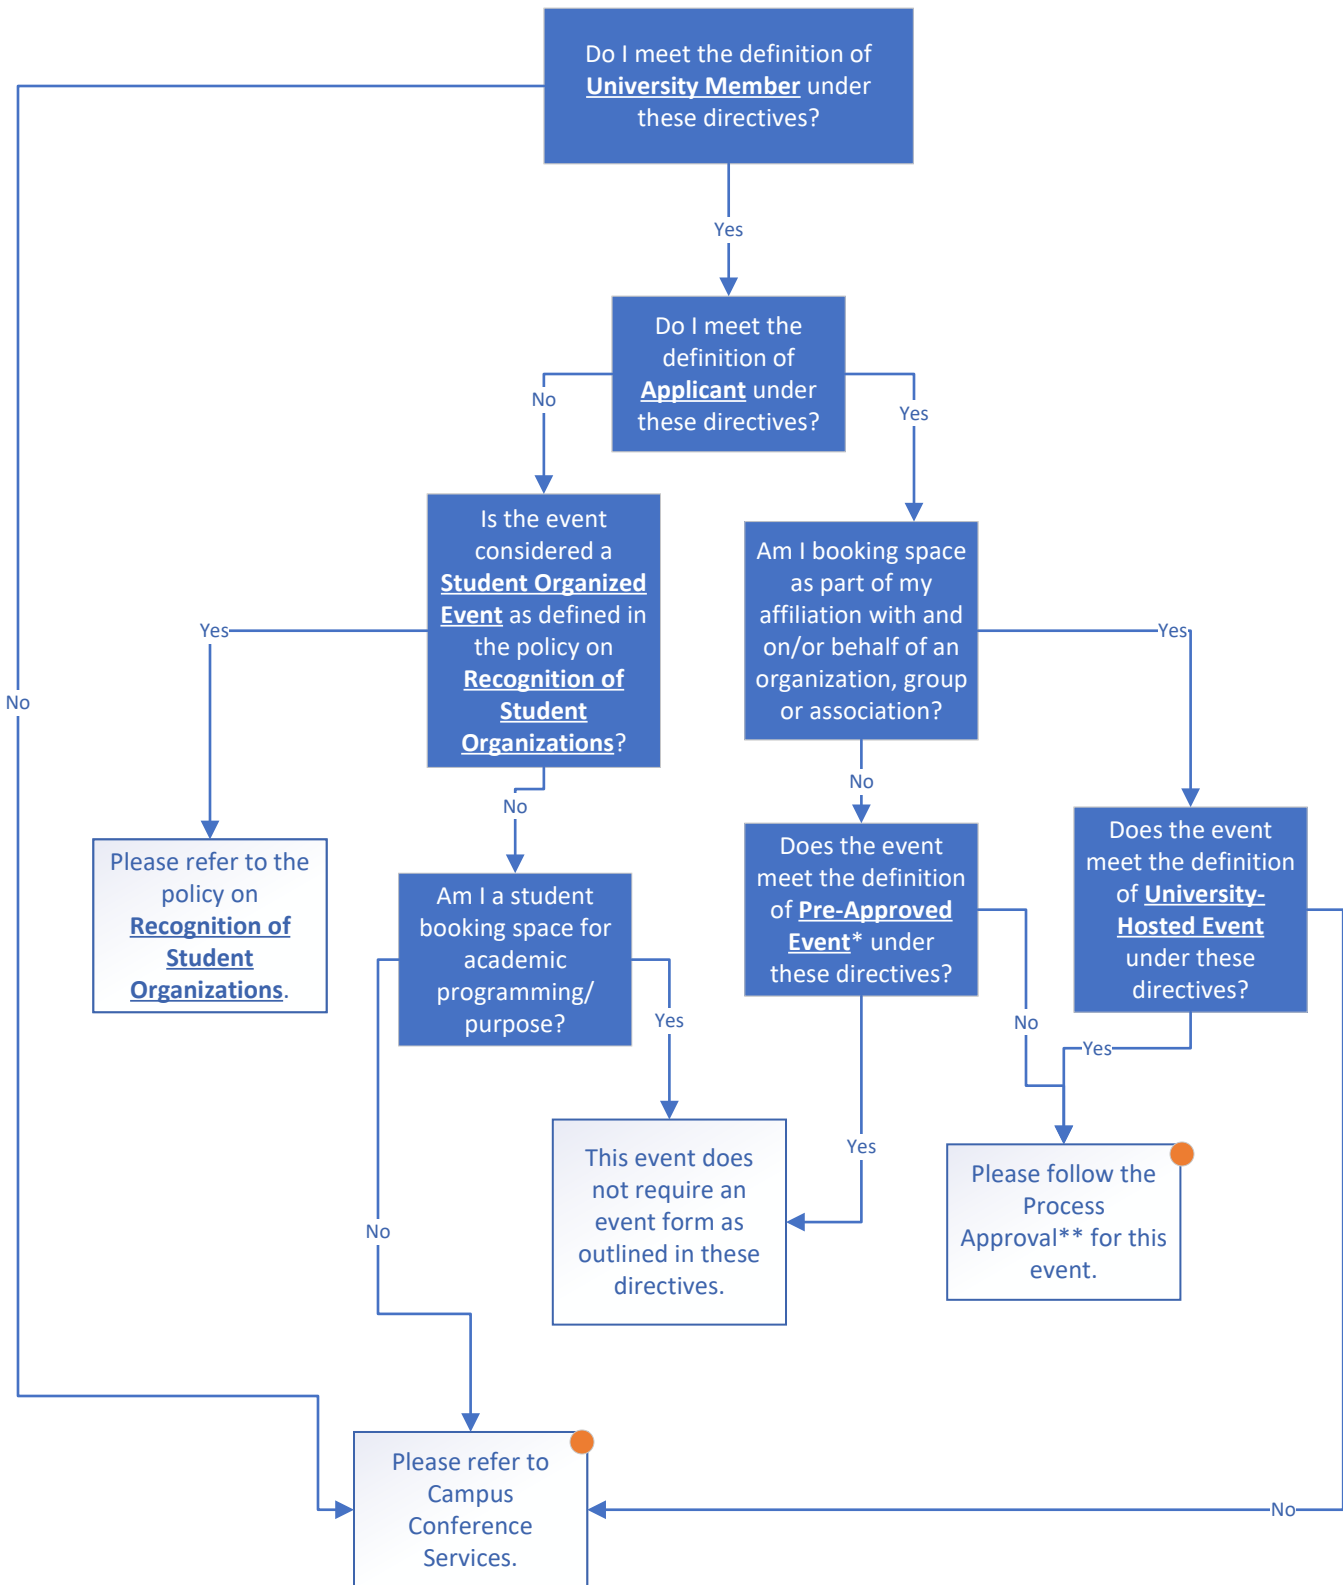 Do I meet the definition of
University Member under
these directives?
Yes
Do I meet the
definition of
Applicant under
these directives?
No
Yes
Is the event
considered a
Student Organized
Event as defined in
the policy on
Recognition of
Student
Organizations?
Am I booking space
as part of my
affiliation with and
on/or behalf of an
organization, group
or association?
Yes
Yes
No
No
No
Please refer to the
policy on
Recognition of
Student
Organizations.
Am I a student
booking space for
academic
programming/
purpose?
Does the event
meet the definition
of Pre-Approved
Event* under
these directives?
Does the event
meet the definition
of University-
Hosted Event
under these
directives?
Yes
No
Yes
Yes
No
This event does
not require an
event form as
outlined in these
directives.
Please follow the
Process
Approval** for this
event.
Please refer to
Campus
Conference
Services.
No